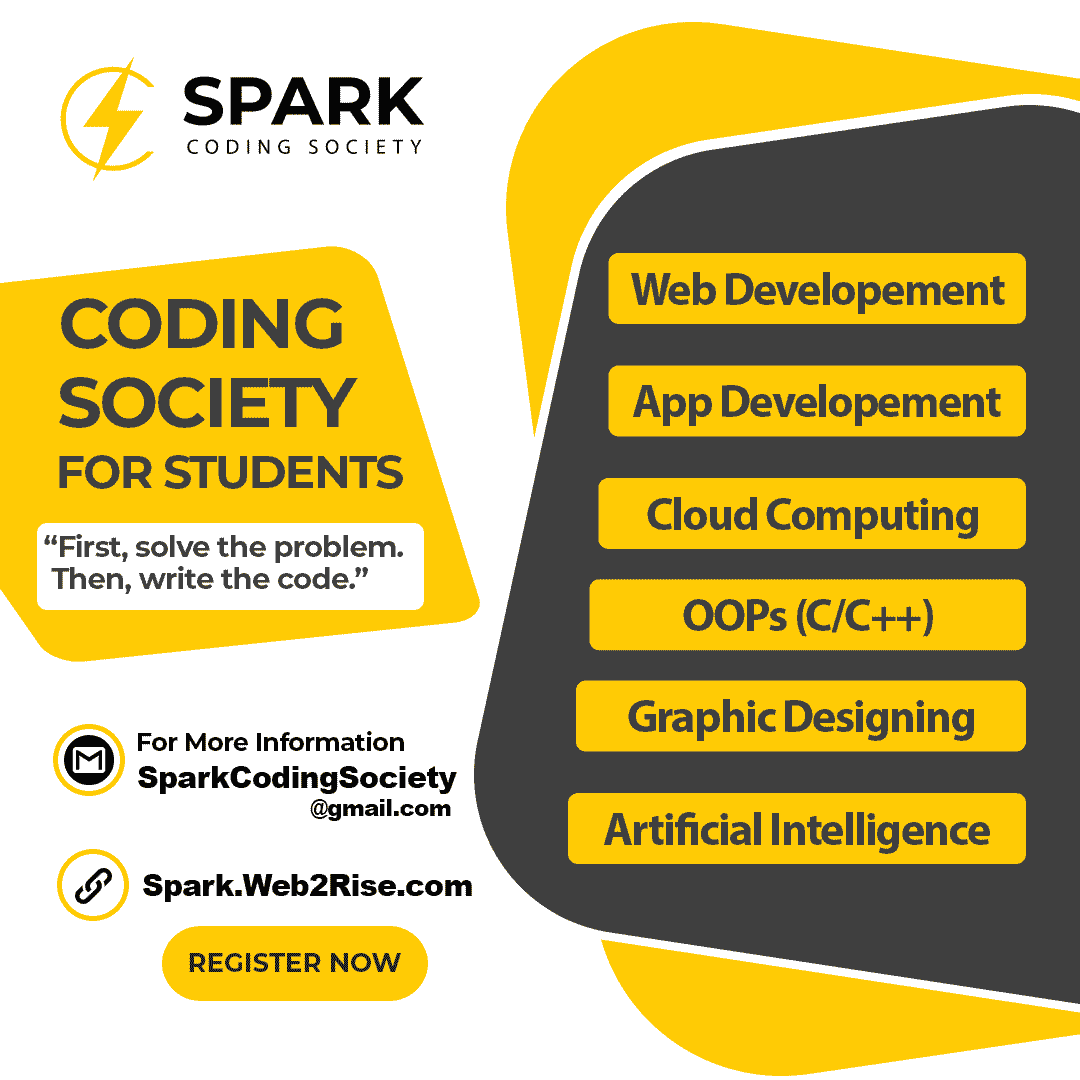 SPARK
CODING SOCIETY
CODING
SOCIETY
FOR STUDENTS
“First, solve the problem.
Then, write the code.”
For More Information
SparkCodingSociety
@gmail.com
Spark.Web2Rise.com
REGISTER NOW
Web Developement
App Developement
Cloud Computing
OOPs (C/C++)
Graphic Designing
Artificial Intelligence